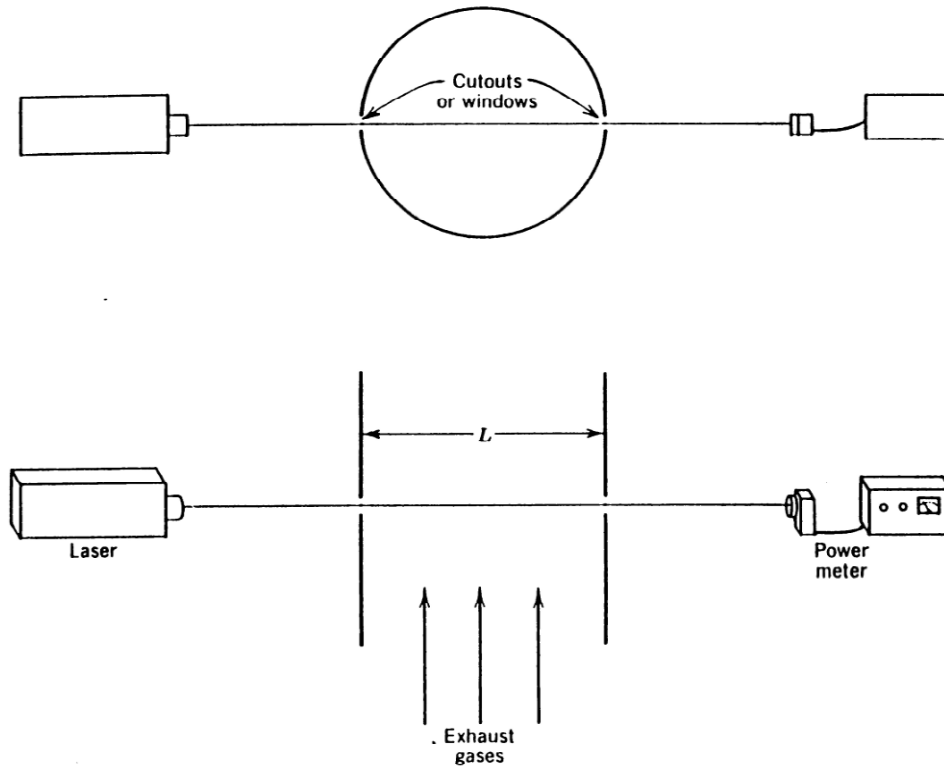 Cutouts
or windows
L
Laser
Power
meter
Exhaust
gases